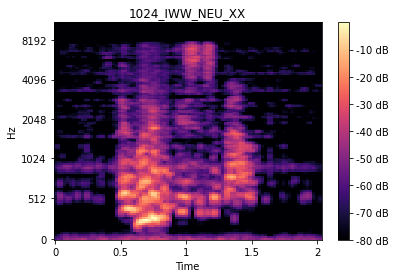 1024_IWW_NEU_XX
8192
4096
2048
1024
512
0
Hz
0
0.5
1
1.5
2
Time
-10 dB
-20 dB
-30 dB
-40 dB
-50 dB
-60 dB
-70 dB
-80 dB